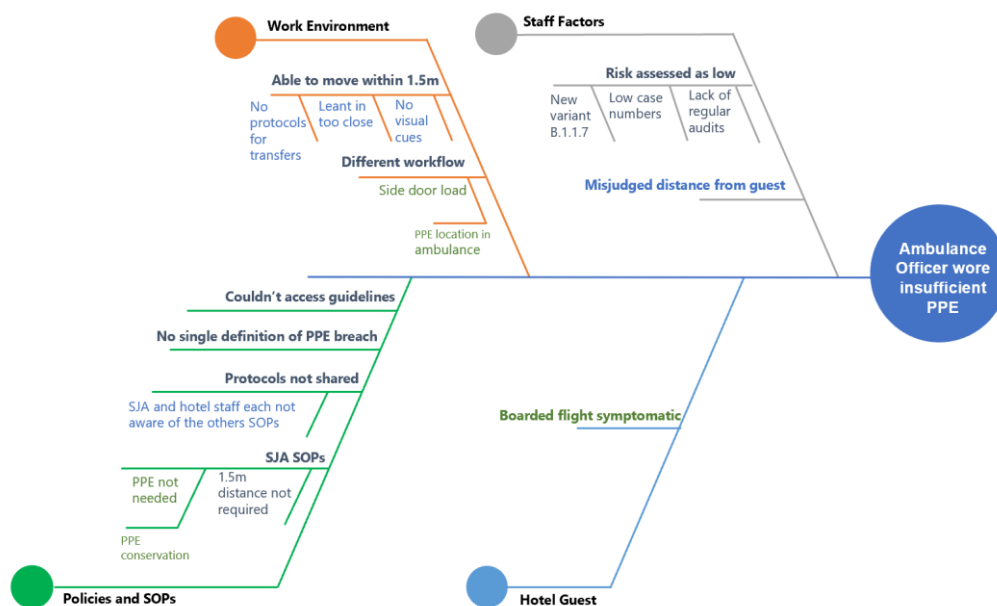 Work Environment
Able to move within 1.5m
No
protocols
for
transfers
Leant in
too close
No
visual
cues
Different workflow
Side door load
PPE location in
ambulance
Staff Factors
Risk assessed as low
New
variant
B.1.1.7
Low case
numbers
Lack of
regular
audits
Misjudged distance from guest
Ambulance
Officer wore
insufficient
PPE
Couldn't access guidelines
No single definition of PPE breach
Protocols not shared
SJA and hotel staff each not
aware of the others SOPs
SJA SOPs
PPE not
needed
1.5m
distance not
required
PPE
conservation
Policies and SOPs
Boarded flight symptomatic
Hotel Guest